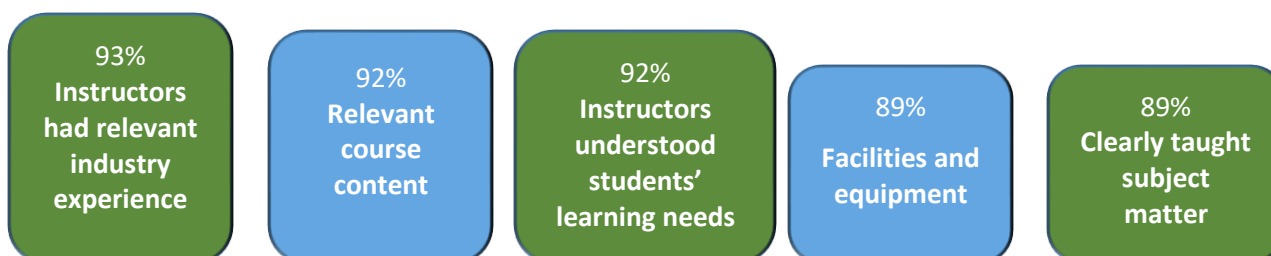 93%
Instructors
had relevant
industry
experience
92%
Relevant
course
content
92%
Instructors
understood
students’
learning needs
89%
Facilities and
equipment
89%
Clearly taught
subject
matter